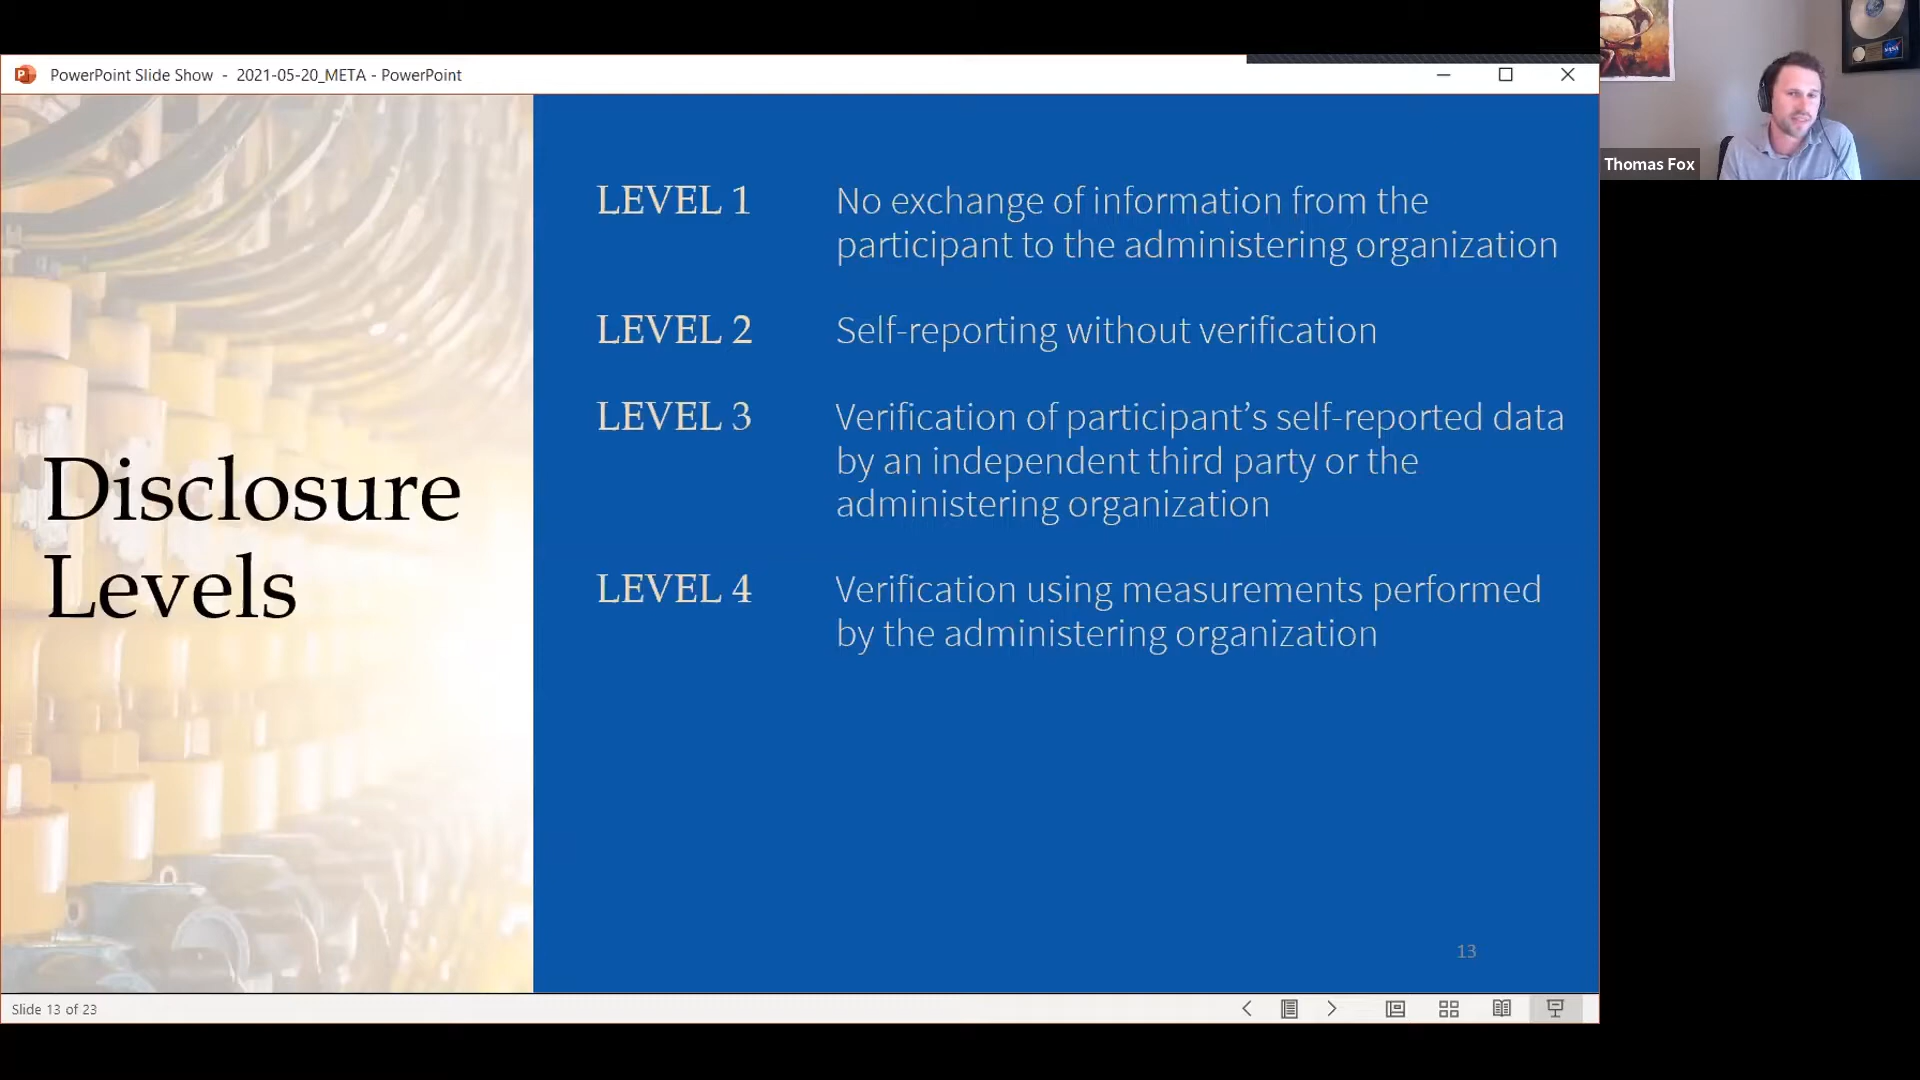 PowerPoint Slide Show - 2021-05-20_META - PowerPoint
Disclosure
Levels
LEVEL 1
No exchange of information from the
participant to the administering organization
LEVEL 2
Self-reporting without verification
LEVEL 3
Verification of participant’s self-reported data
by an independent third party or the
administering organization
LEVEL 4
Verification using measurements performed
by the administering organization
13
Slide 13 of 23
Thomas Fox
NASA